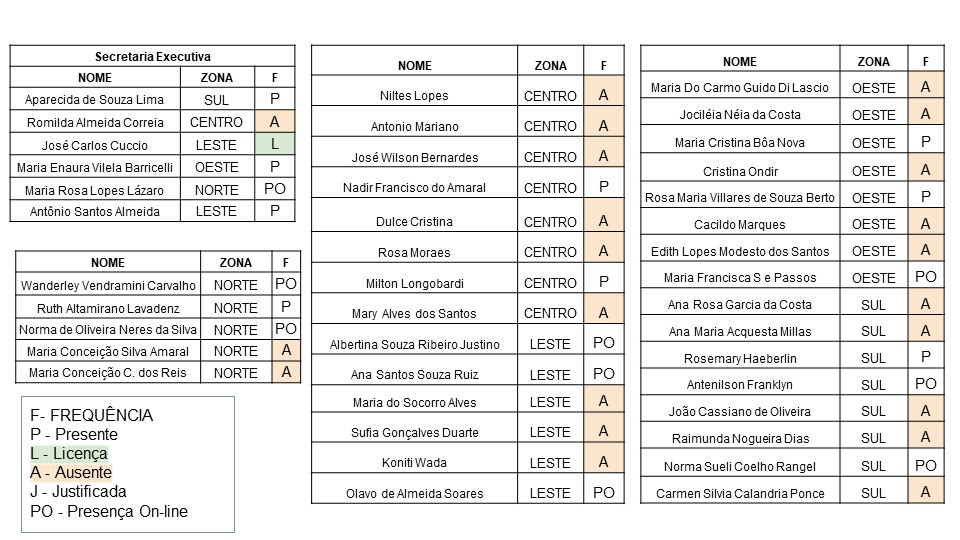 Secretaria Executiva
NOME ZONA F
Aparecida de Souza Lima SUL P
Romilda Almeida Correia CENTRO A
José Carlos Cuccio LESTE L
Maria Enaura Vilela Barricelli OESTE P
Maria Rosa Lopes Lázaro NORTE PO
Antônio Santos Almeida LESTE P
NOME ZONA F
Wanderley Vendramini Carvalho NORTE PO
Ruth Altamirano Lavadenz NORTE P
Norma de Oliveira Neres da Silva NORTE PO
Maria Conceição Silva Amaral NORTE A
Maria Conceição C. dos Reis NORTE A
F- FREQUÊNCIA
P - Presente
L - Licença
A - Ausente
J - Justificada
PO - Presença On-line
NOME ZONA F
Niltes Lopes CENTRO A
Antonio Mariano CENTRO A
José Wilson Bernardes CENTRO A
Nadir Francisco do Amaral CENTRO P
Dulce Cristina CENTRO A
Rosa Moraes CENTRO A
Milton Longobardi CENTRO P
Mary Alves dos Santos CENTRO A
Albertina Souza Ribeiro Justino LESTE PO
Ana Santos Souza Ruiz LESTE PO
Maria do Socorro Alves LESTE A
Sufia Gonçalves Duarte LESTE A
Koniti Wada LESTE A
Olavo de Almeida Soares LESTE PO
NOME ZONA F
Maria Do Carmo Guido Di Lascio OESTE A
Jociléia Néia da Costa OESTE A
Maria Cristina Bôa Nova OESTE P
Cristina Ondir OESTE A
Rosa Maria Villares de Souza Berto OESTE P
Cacildo Marques OESTE A
Edith Lopes Modesto dos Santos OESTE A
Maria Francisca S e Passos OESTE PO
Ana Rosa Garcia da Costa SUL A
Ana Maria Acquesta Millas SUL A
Rosemary Haeberlin SUL P
Antenilson Franklyn SUL PO
João Cassiano de Oliveira SUL A
Raimunda Nogueira Dias SUL A
Norma Sueli Coelho Rangel SUL PO
Carmen Silvia Calandria Ponce SUL A